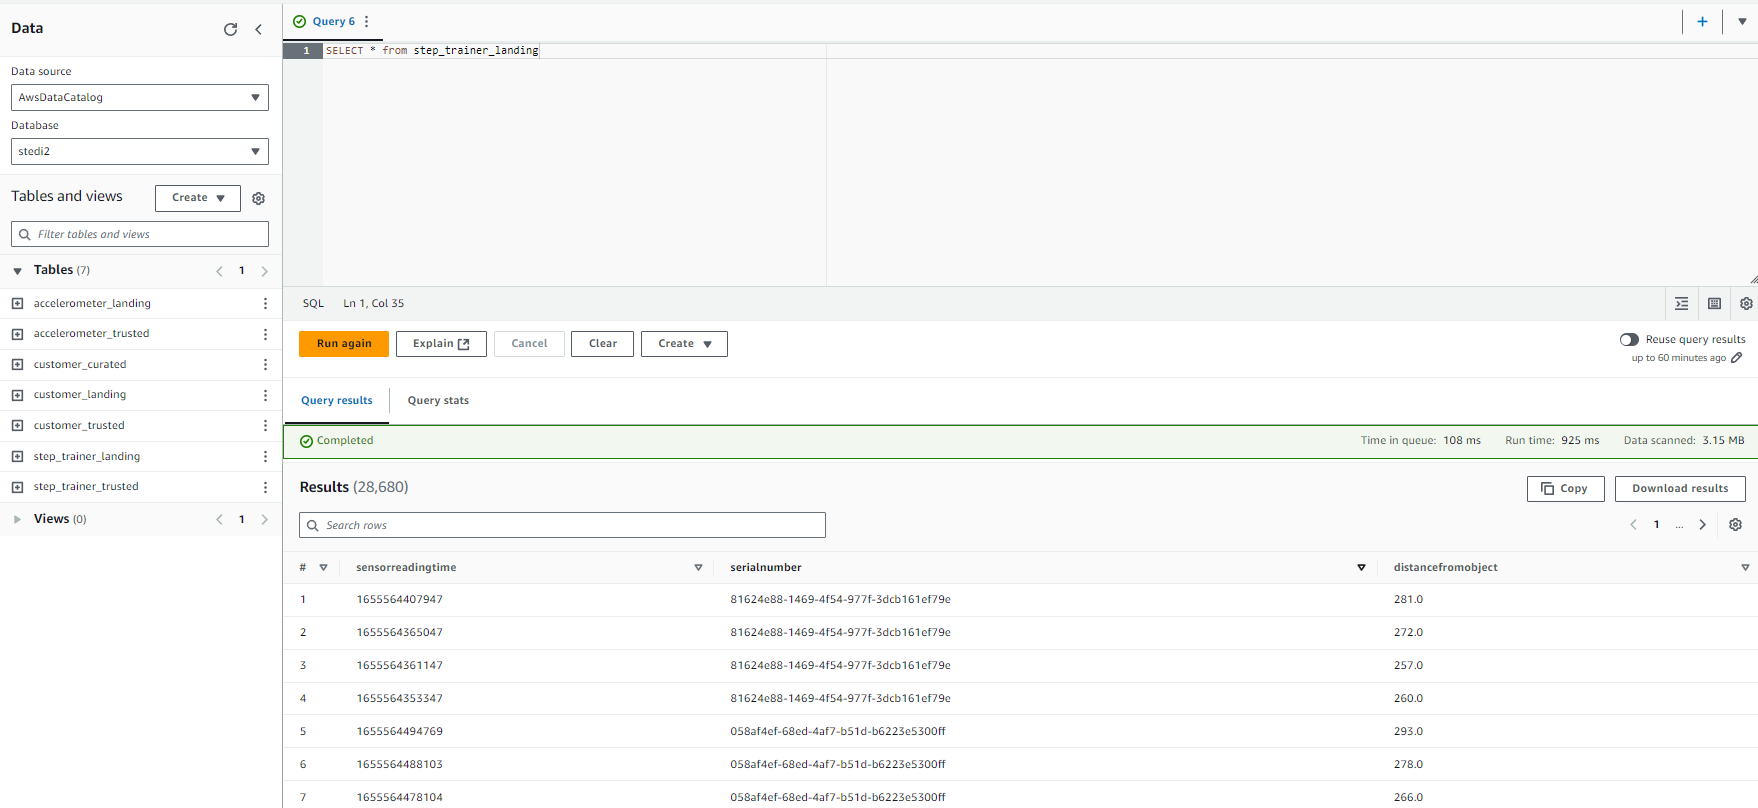 Data
Data source
AwsDataCatalog
Database
stedi2
Tables and views
Create
Filter tables and views
Tables (7)
1
accelerometer_landing
accelerometer_trusted
customer_curated
customer_landing
customer_trusted
step_trainer_landing
step_trainer_trusted
Views (0)
1
Query 6
1 SELECT * from step_trainer_landing
SQL Ln 1, Col 35
Run again Explain Cancel Clear Create
Reuse query results
up to 60 minutes ago
Query results Query stats
Completed Time in queue: 108 ms Run time: 925 ms Data scanned: 3.15 MB
Results (28,680)
Copy Download results
Search rows
1 ...
# sensorreadingtime serialnumber distancefromobject
1 1655564407947 81624e88-1469-4f54-977f-3dcb161ef79e 281.0
2 1655564365047 81624e88-1469-4f54-977f-3dcb161ef79e 272.0
3 1655564361147 81624e88-1469-4f54-977f-3dcb161ef79e 257.0
4 1655564353347 81624e88-1469-4f54-977f-3dcb161ef79e 260.0
5 1655564494769 058af4ef-68ed-4af7-b51d-b6223e5300ff 293.0
6 1655564488103 058af4ef-68ed-4af7-b51d-b6223e5300ff 278.0
7 1655564478104 058af4ef-68ed-4af7-b51d-b6223e5300ff 266.0